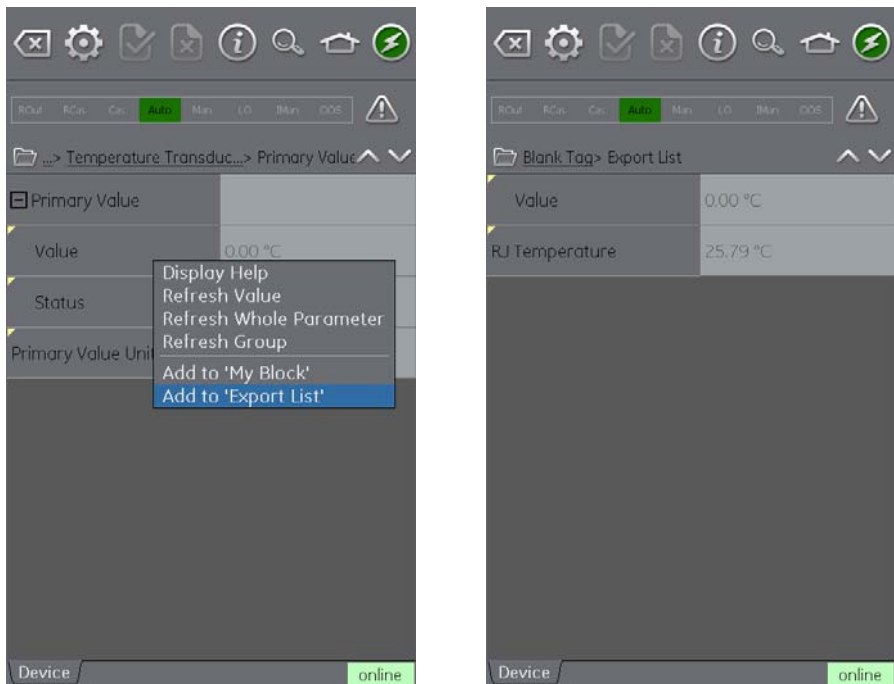 ROut RCas Cas Auto Man LO IMan OOS
...> Temperature Transduc...> Primary Value
Primary Value
Value 0.00 °C
Status
Primary Value Unit
Display Help
Refresh Value
Refresh Whole Parameter
Refresh Group
Add to 'My Block'
Add to 'Export List'
Device online
ROut RCas Cas Auto Man LO IMan OOS
Blank Tag> Export List
Value 0.00 °C
RJ Temperature 25.79 °C
Device online